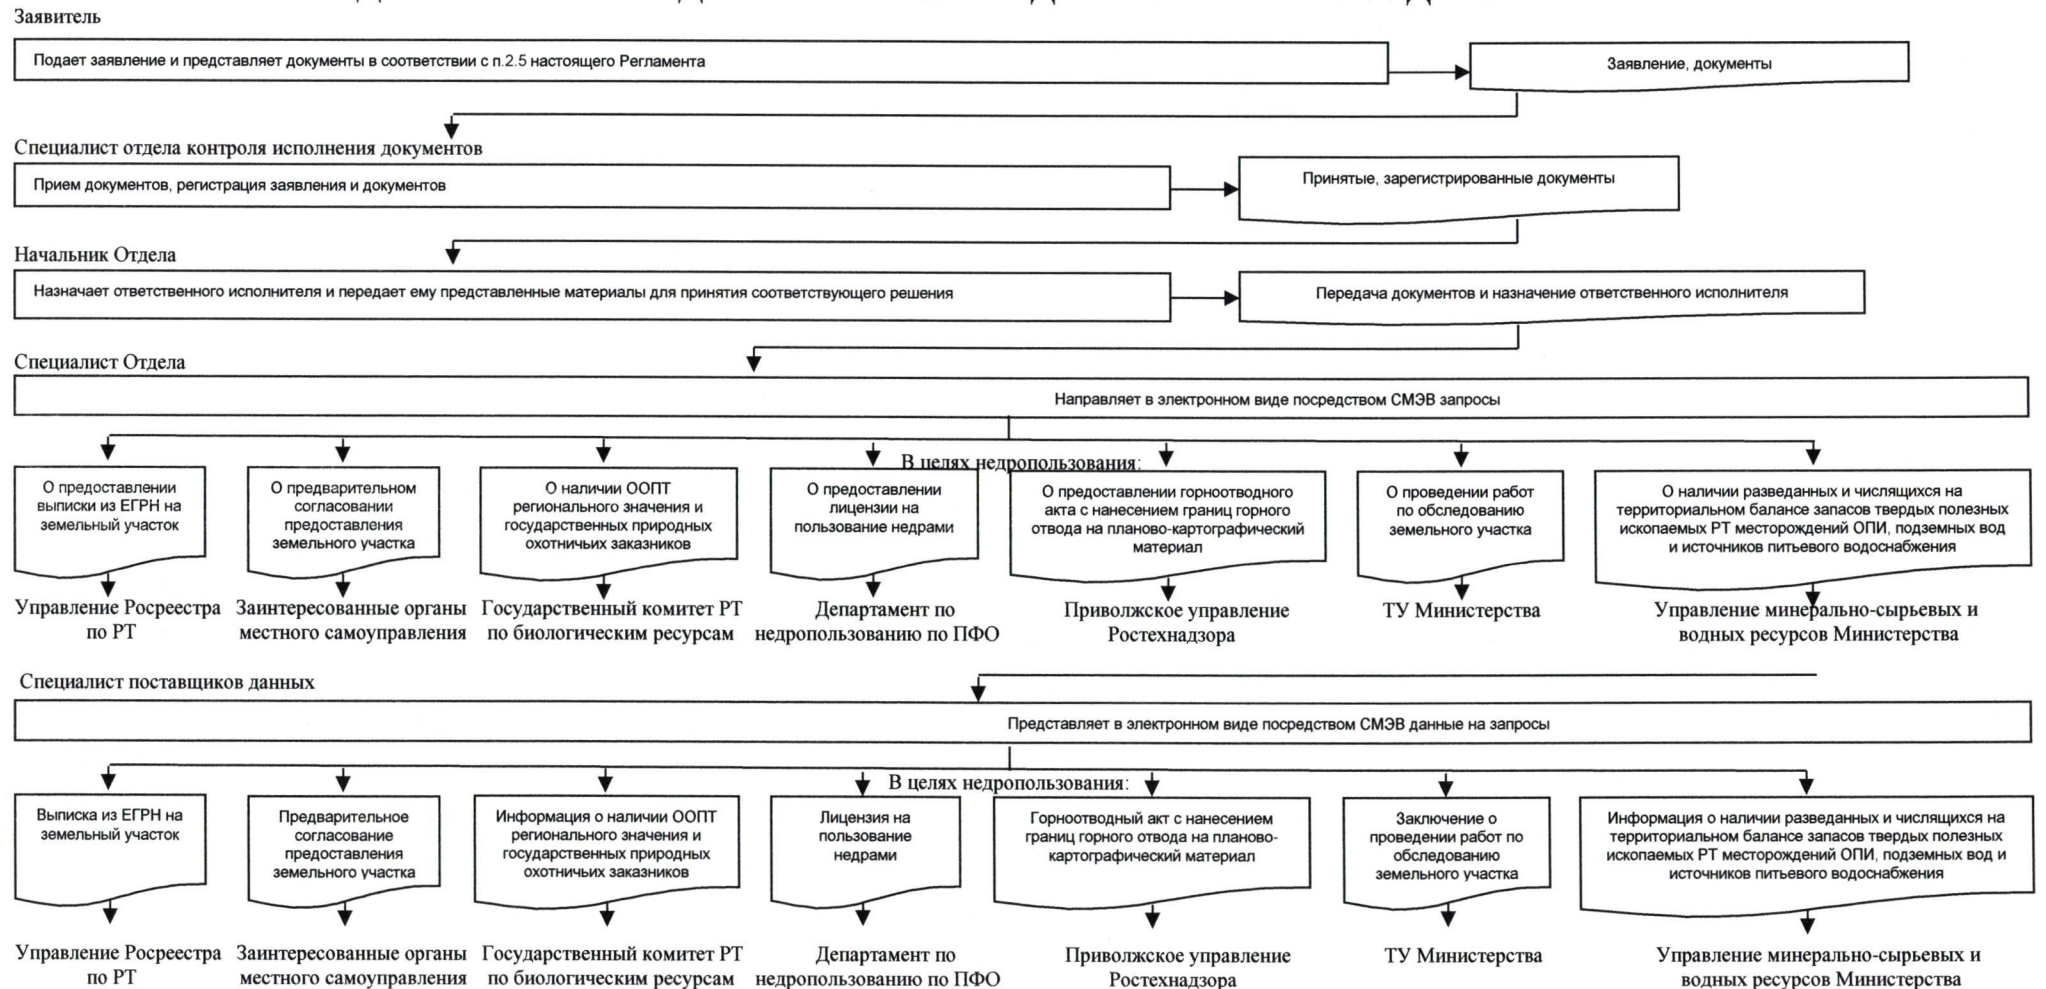 Заявитель
Подает заявление и представляет документы в соответствии с п.2.5 настоящего Регламента
Заявление, документы
Специалист отдела контроля исполнения документов
Прием документов, регистрация заявления и документов
Принятые, зарегистрированные документы
Начальник Отдела
Назначает ответственного исполнителя и передает ему представленные материалы для принятия соответствующего решения
Передача документов и назначение ответственного исполнителя
Специалист Отдела
Направляет в электронном виде посредством СМЭВ запросы
В целях недропользования:
О предоставлении
выписки из ЕГРН на
земельный участок
О предварительном
согласовании
предоставления
земельного участка
О наличии ООПТ
регионального значения и
государственных природных
охотничьих заказников
О предоставлении
лицензии на
пользование недрами
О предоставлении горноотводного
акта с нанесением границ горного
отвода на планово-картографический
материал
О проведении работ
по обследованию
земельного участка
О наличии разведанных и числящихся на
территориальном балансе запасов твердых полезных
ископаемых РТ месторождений ОПИ, подземных вод
и источников питьевого водоснабжения
Управление Росреестра
по РТ
Заинтересованные органы
местного самоуправления
Государственный комитет РТ
по биологическим ресурсам
Департамент по
недропользованию по ПФО
Приволжское управление
Ростехнадзора
ТУ Министерства
Управление минерально-сырьевых и
водных ресурсов Министерства
Специалист поставщиков данных
Представляет в электронном виде посредством СМЭВ данные на запросы
В целях недропользования:
Выписка из ЕГРН на
земельный участок
Предварительное
согласование
предоставления
земельного участка
Информация о наличии ООПТ
регионального значения и
государственных природных
охотничьих заказников
Лицензия на
пользование
недрами
Горноотводный акт с нанесением
границ горного отвода на планово-
картографический материал
Заключение о
проведении работ по
обследованию
земельного участка
Информация о наличии разведанных и числящихся на
территориальном балансе запасов твердых полезных
ископаемых РТ месторождений ОПИ, подземных вод и
источников питьевого водоснабжения
Управление Росреестра
по РТ
Заинтересованные органы
местного самоуправления
Государственный комитет РТ
по биологическим ресурсам
Департамент по
недропользованию по ПФО
Приволжское управление
Ростехнадзора
ТУ Министерства
Управление минерально-сырьевых и
водных ресурсов Министерства